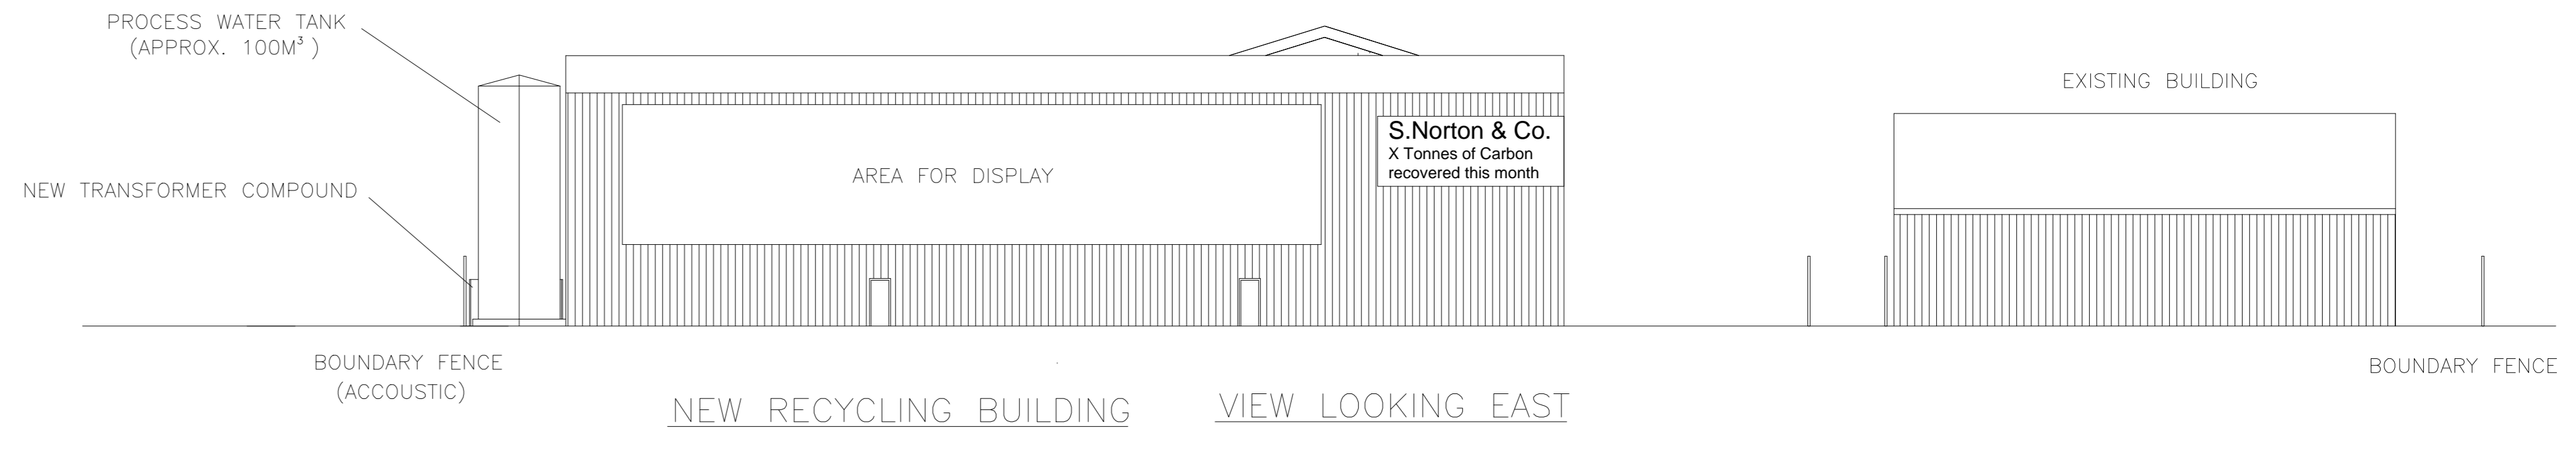 PROCESS WATER TANK
(APPROX. 100M³)
NEW TRANSFORMER COMPOUND
AREA FOR DISPLAY
S.Norton & Co.
X Tonnes of Carbon
recovered this month
EXISTING BUILDING
BOUNDARY FENCE
(ACCOUSTIC)
BOUNDARY FENCE
NEW RECYCLING BUILDING
VIEW LOOKING EAST